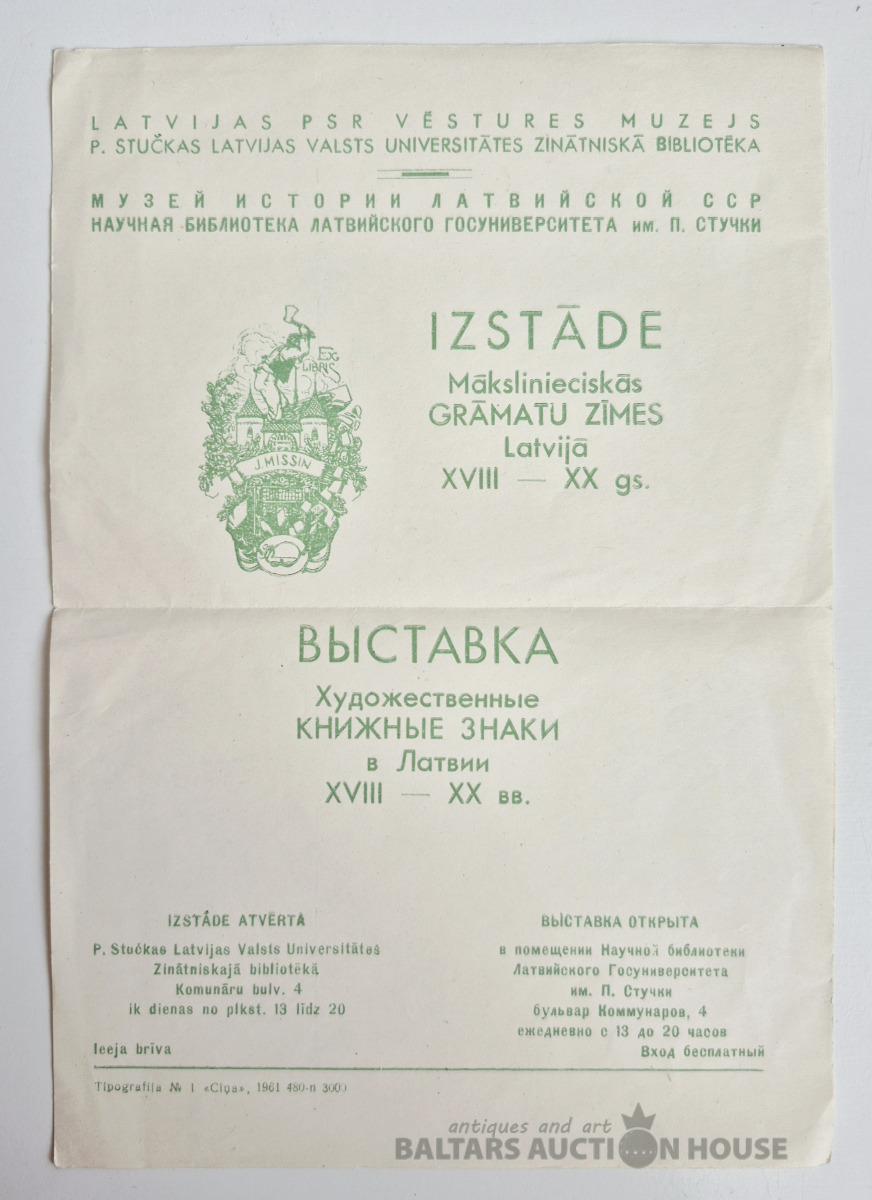 LATVIJAS PSR VĒSTURES MUZEJS
P. STUČKAS LATVIJAS VALSTS UNIVERSITĀTES ZINĀTNISKĀ BIBLIOTĒKA
МУЗЕЙ ИСТОРИИ ЛАТВИЙСКОЙ ССР
НАУЧНАЯ БИБЛИОТЕКА ЛАТВИЙСКОГО ГОСУНИВЕРСИТЕТА им. П. СТУЧКИ
EX
LIBRIS
J. MISSIN
IZSTĀDE
Mākslinieciskās
GRĀMATU ZĪMES
Latvijā
XVIII — XX gs.
ВЫСТАВКА
Художественные
КНИЖНЫЕ ЗНАКИ
в Латвии
XVIII — XX вв.
IZSTĀDE ATVĒRTA
P. Stučkas Latvijas Valsts Universitātes
Zinātniskajā bibliotēkā
Komunāru bulv. 4
ik dienas no plkst. 13 līdz 20
Ieeja brīva
ВЫСТАВКА ОТКРЫТА
в помещении Научной библиотеки
Латвийского Госуниверситета
им. П. Стучки
бульвар Коммунаров, 4
ежедневно с 13 до 20 часов
Вход бесплатный
Tipogrāfija № 1 «Cīņa», 1961 480-n 3000
antiques and art
BALTARS AUCTION HOUSE